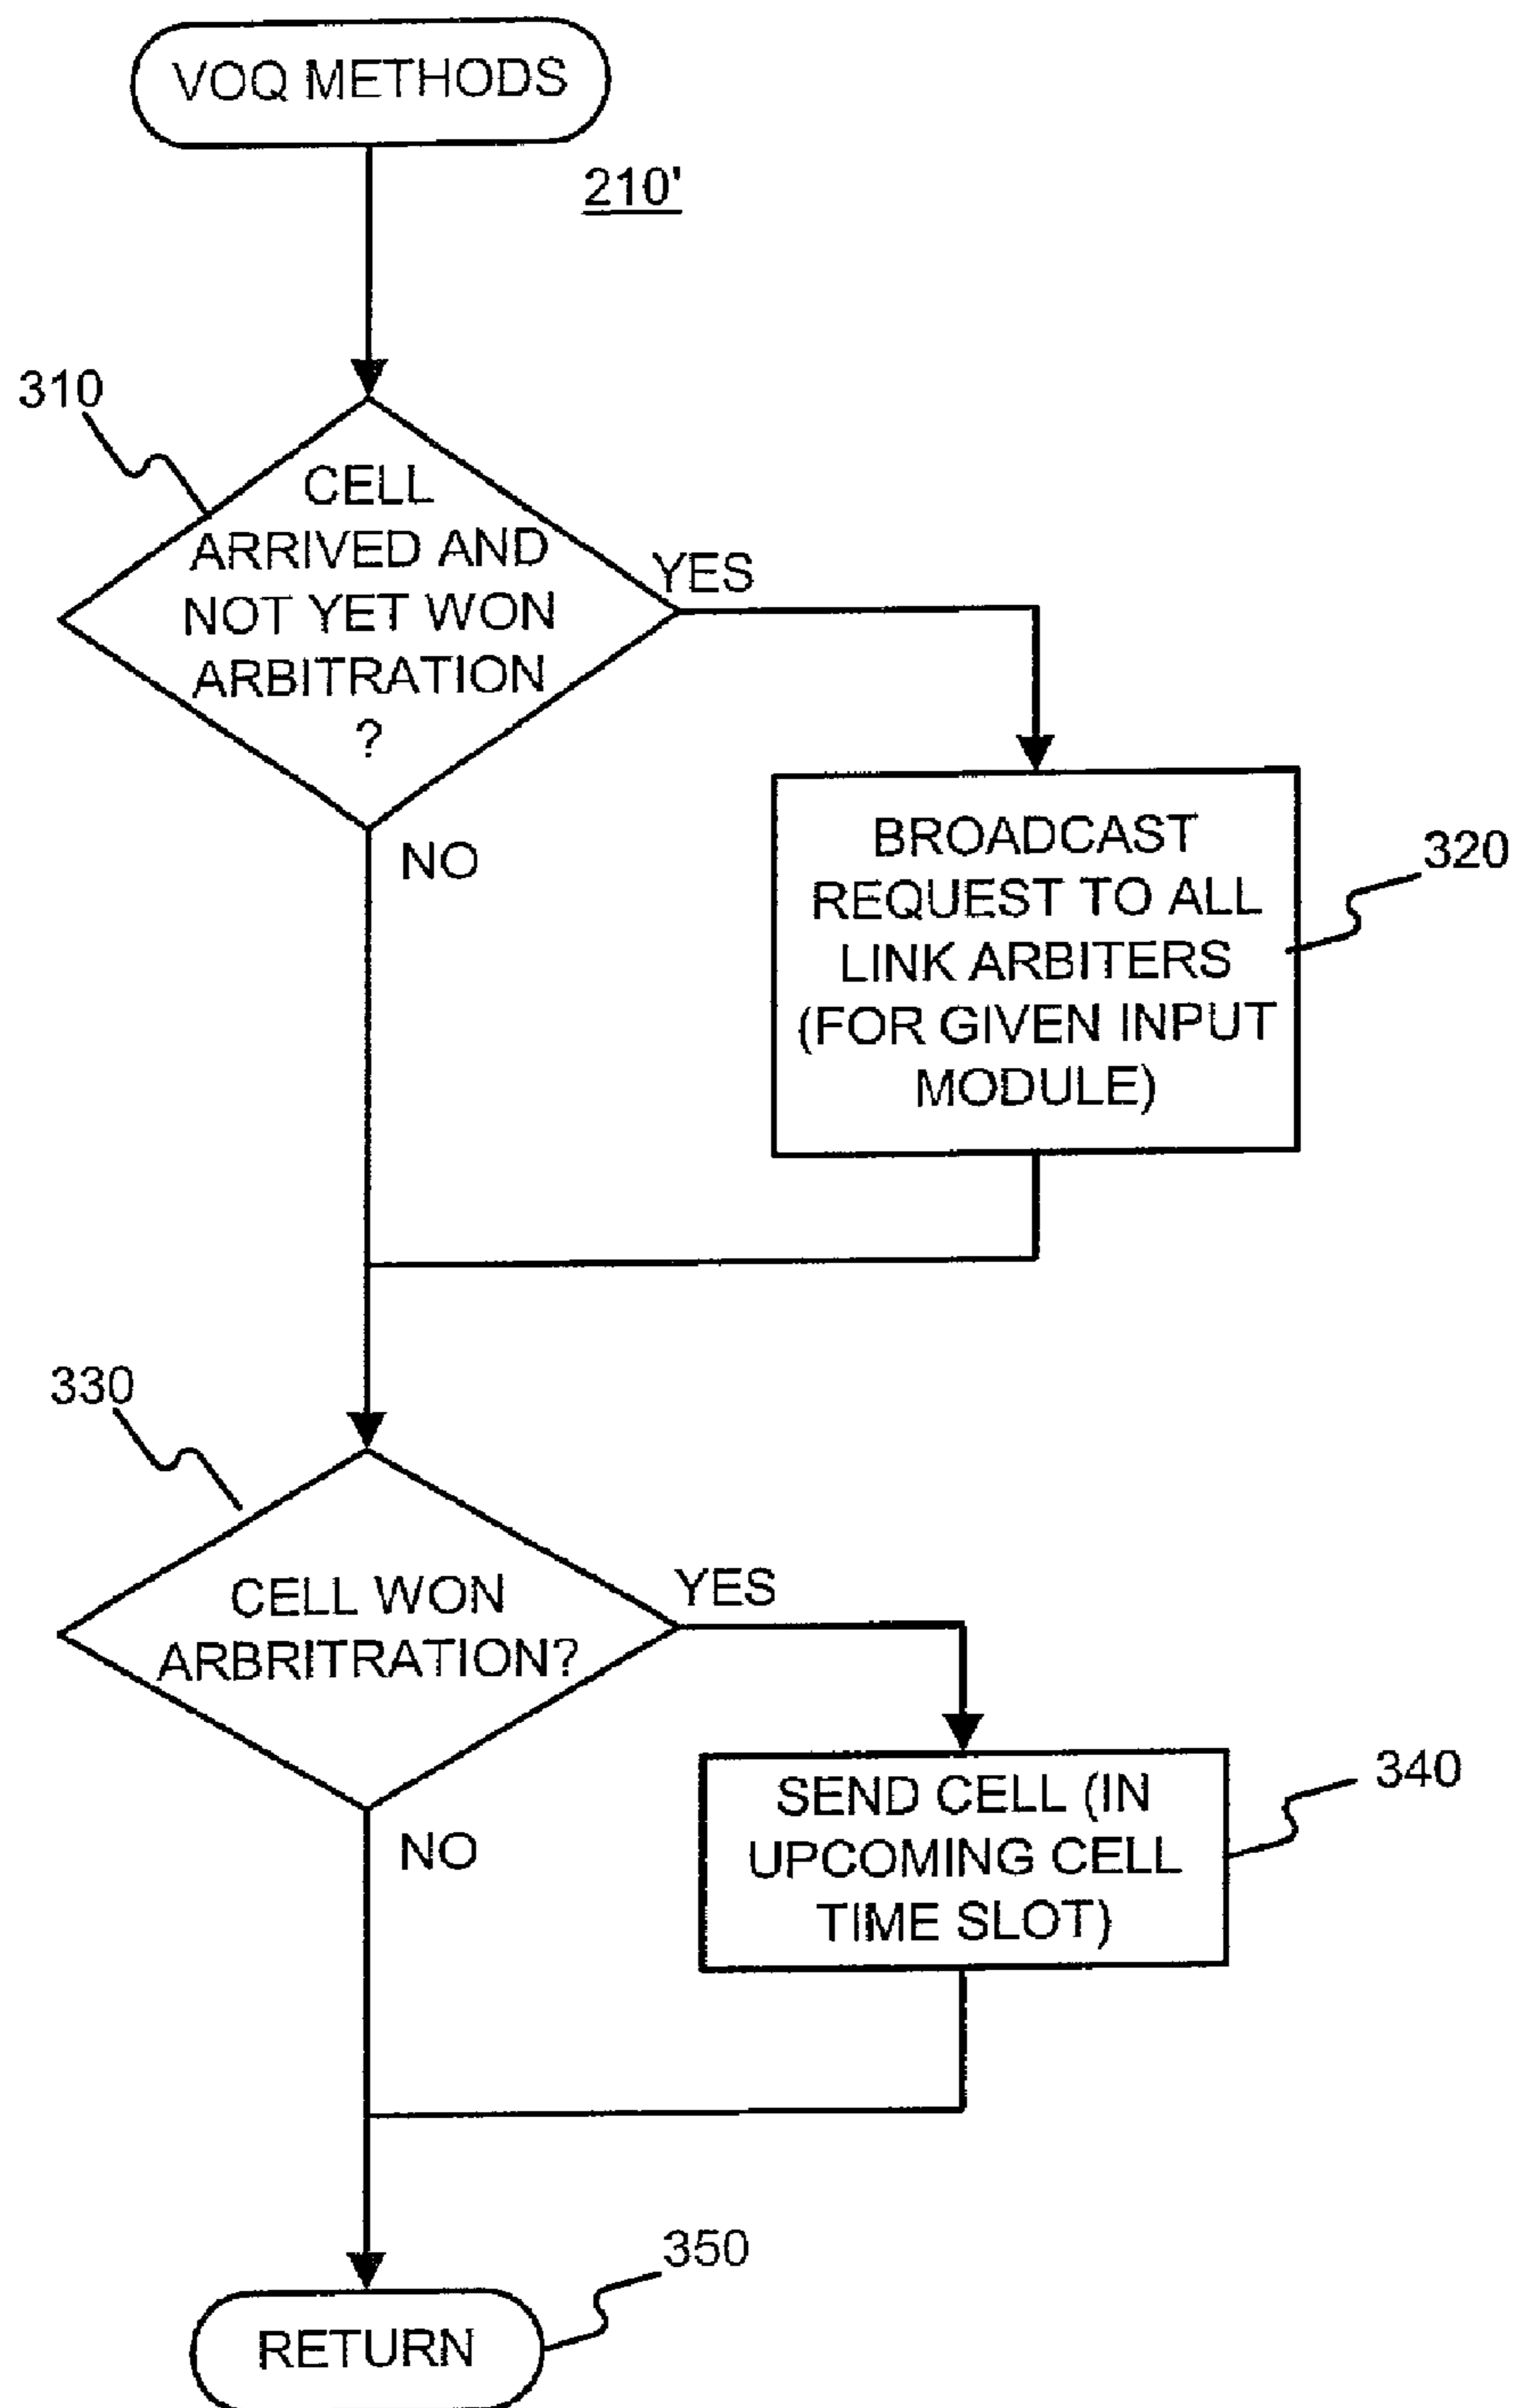 VOQ METHODS
210'
310
CELL
ARRIVED AND
NOT YET WON
ARBITRATION
?
YES
NO
BROADCAST
REQUEST TO ALL
LINK ARBITERS
(FOR GIVEN INPUT
MODULE)
320
330
CELL WON
ARBRITRATION?
YES
NO
SEND CELL (IN
UPCOMING CELL
TIME SLOT)
340
350
RETURN